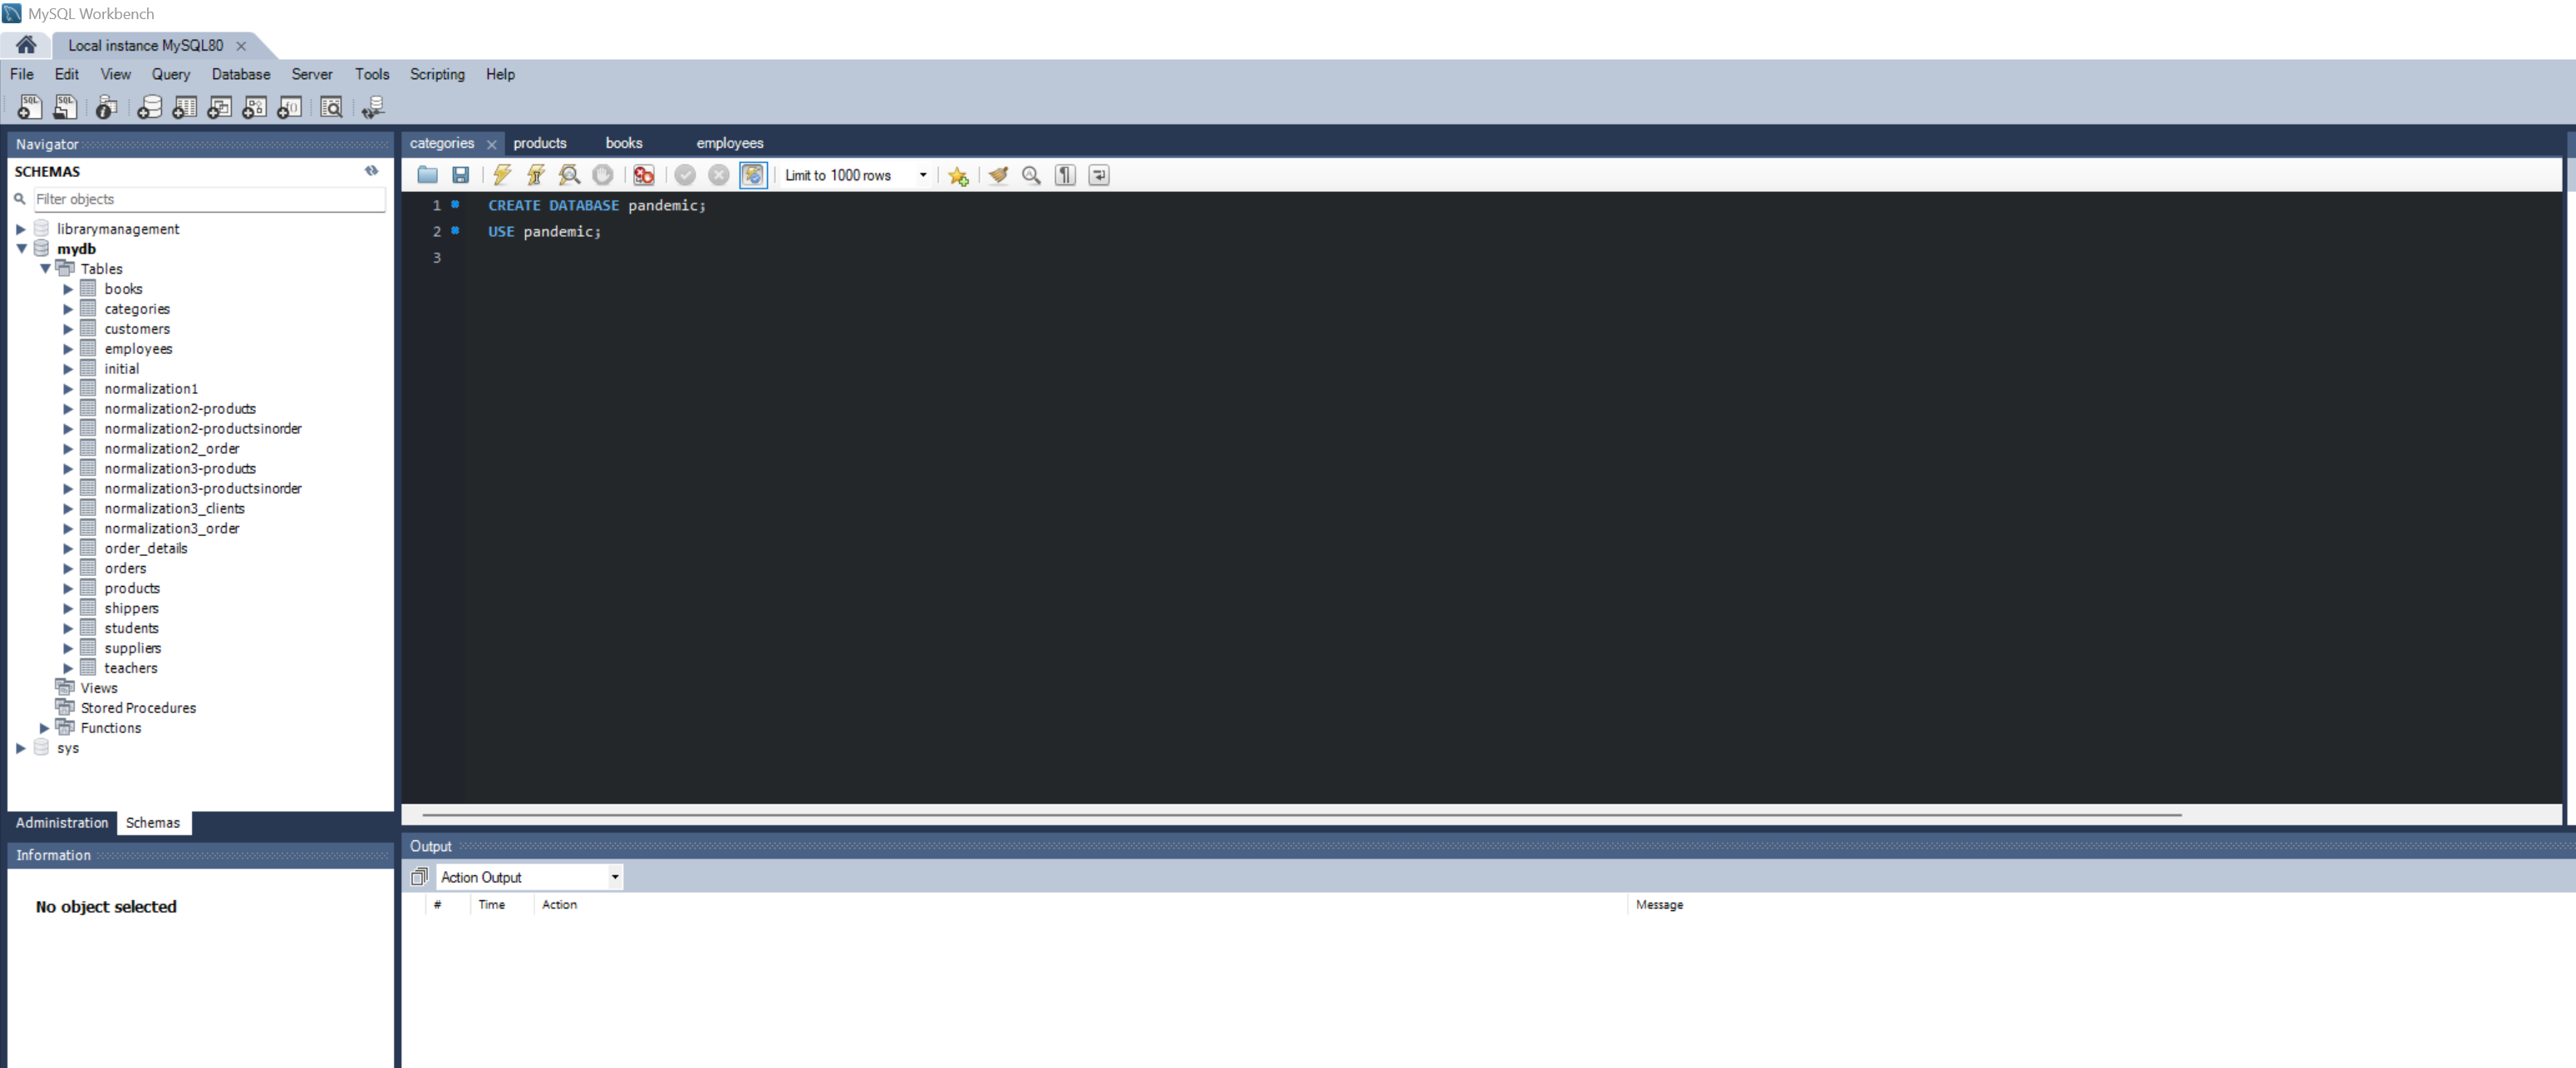 MySQL Workbench
Local instance MySQL80
File Edit View Query Database Server Tools Scripting Help
Navigator
SCHEMAS
Filter objects
librarymanagement
mydb
Tables
books
categories
customers
employees
initial
normalization1
normalization2-products
normalization2-productsinorder
normalization2_order
normalization3-products
normalization3-productsinorder
normalization3_clients
normalization3_order
order_details
orders
products
shippers
students
suppliers
teachers
Views
Stored Procedures
Functions
sys
Administration Schemas
Information
No object selected
categories products books employees
Limit to 1000 rows
1 CREATE DATABASE pandemic;
2 USE pandemic;
3
Output
Action Output
# Time Action Message